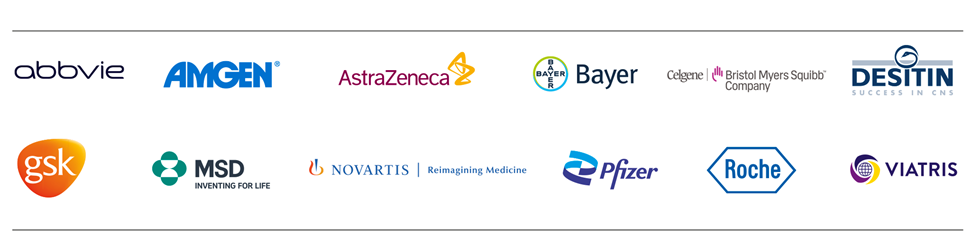 abbvie
AMGEN®
AstraZeneca
BAYER
BAYER
Bayer
Celgene | Bristol Myers Squibb™
Company
DESITIN
SUCCESS IN CNS
gsk
MSD
INVENTING FOR LIFE
NOVARTIS | Reimagining Medicine
Pfizer
Roche
VIATRIS